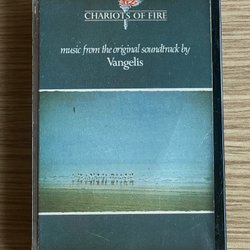 CHARIOTS OF FIRE
music from the original soundtrack by
Vangelis